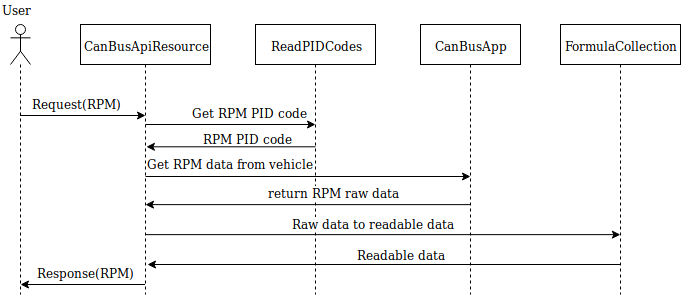 User
CanBusApiResource
ReadPIDCodes
CanBusApp
FormulaCollection
Request(RPM)
Get RPM PID code
RPM PID code
Get RPM data from vehicle
return RPM raw data
Raw data to readable data
Readable data
Response(RPM)